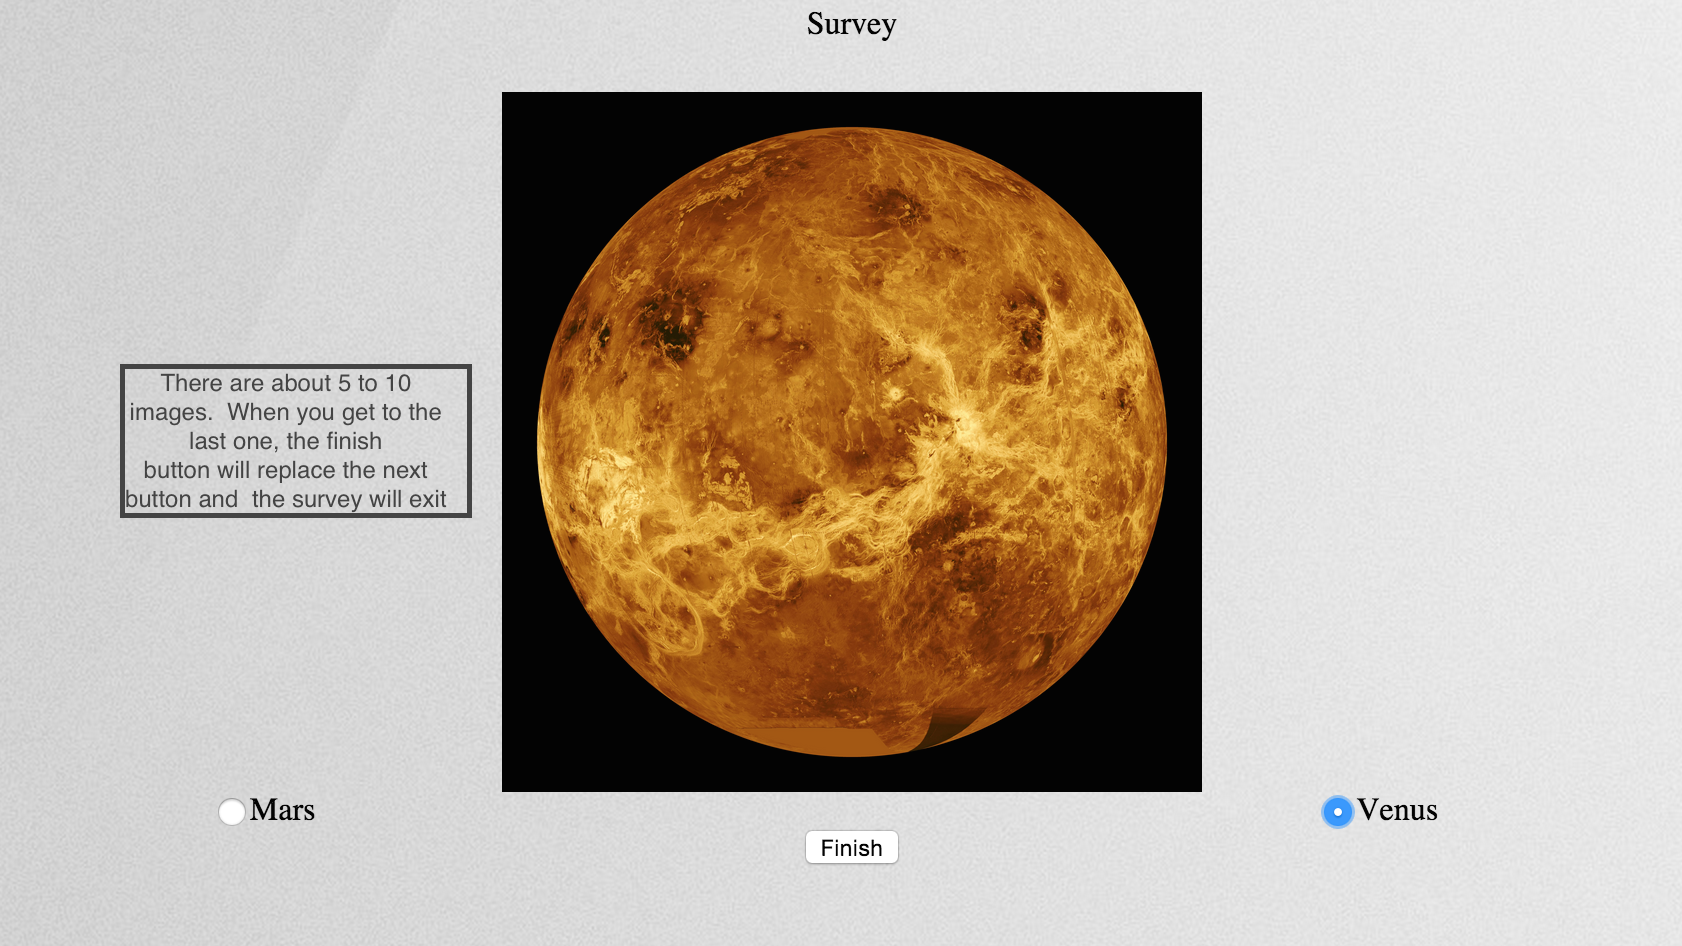 Survey
There are about 5 to 10
images.  When you get to the
last one, the finish
button will replace the next
button and  the survey will exit
Mars
Venus
Finish